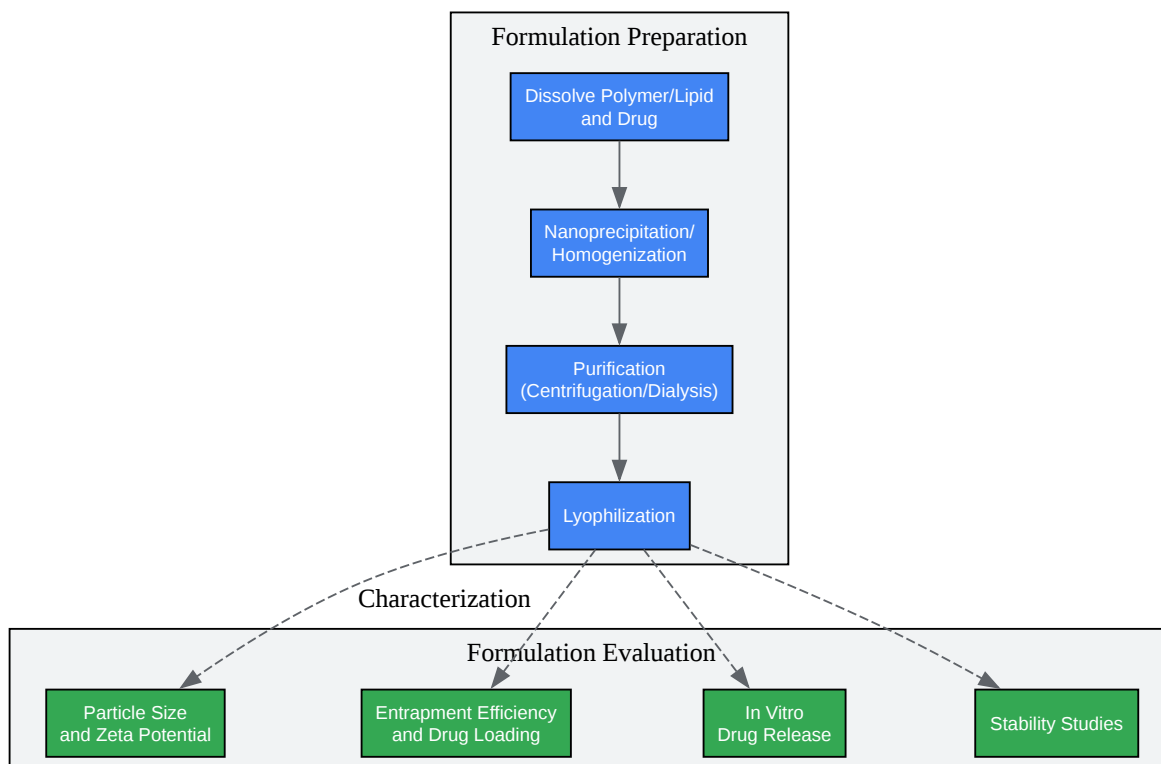 Formulation Preparation
Dissolve Polymer/Lipid
and Drug
Nanoprecipitation/
Homogenization
Purification
(Centrifugation/Dialysis)
Lyophilization
Characterization
Formulation Evaluation
Particle Size
and Zeta Potential
Entrapment Efficiency
and Drug Loading
In Vitro
Drug Release
Stability Studies